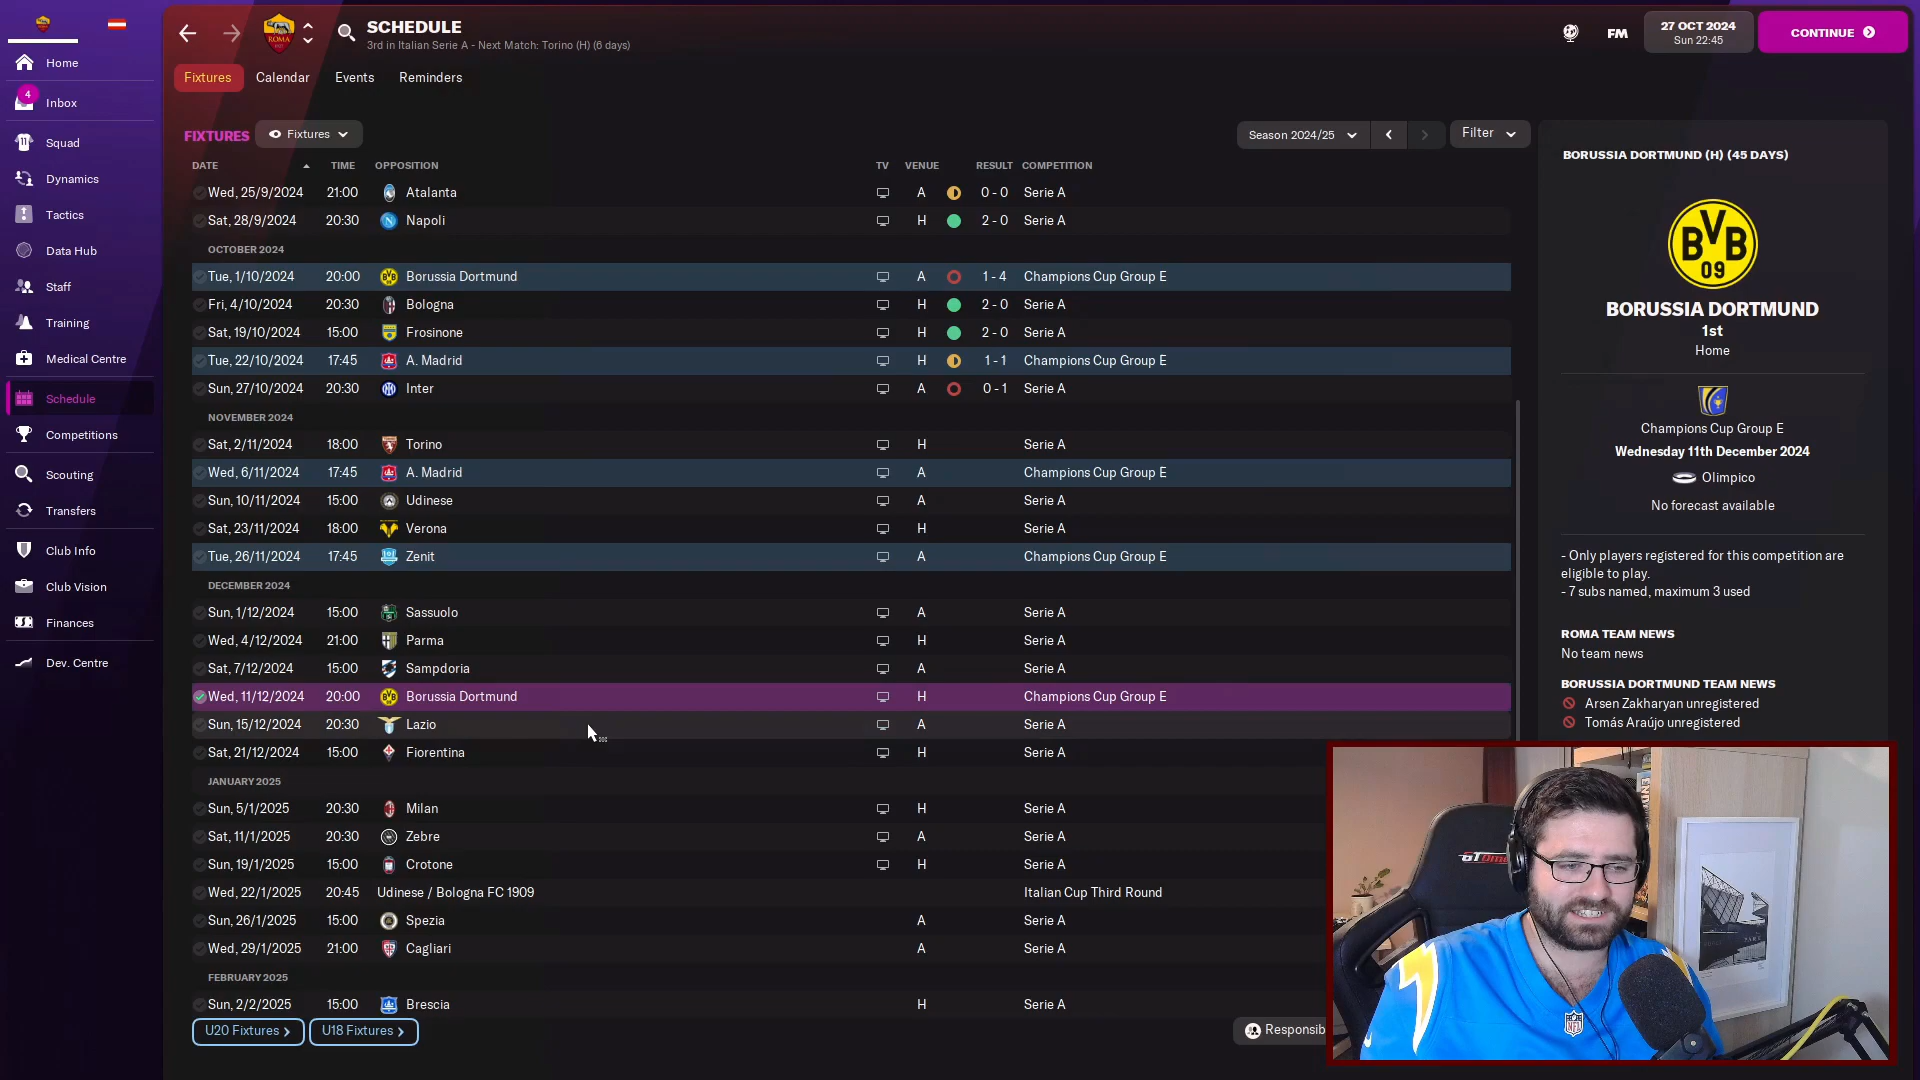 SCHEDULE
3rd in Italian Serie A - Next Match: Torino (H) (6 days)
FM
27 OCT 2024
Sun 22:45
CONTINUE
Fixtures
Calendar
Events
Reminders
Home
4
Inbox
Squad
Dynamics
Tactics
Data Hub
Staff
Training
Medical Centre
Schedule
Competitions
Scouting
Transfers
Club Info
Club Vision
Finances
Dev. Centre
FIXTURES Fixtures
Season 2024/25
Filter
DATE TIME OPPOSITION TV VENUE RESULT COMPETITION
Wed, 25/9/2024 21:00 Atalanta A 0 - 0 Serie A
Sat, 28/9/2024 20:30 Napoli H 2 - 0 Serie A
OCTOBER 2024
Tue, 1/10/2024 20:00 Borussia Dortmund A 1 - 4 Champions Cup Group E
Fri, 4/10/2024 20:30 Bologna H 2 - 0 Serie A
Sat, 19/10/2024 15:00 Frosinone H 2 - 0 Serie A
Tue, 22/10/2024 17:45 A. Madrid H 1 - 1 Champions Cup Group E
Sun, 27/10/2024 20:30 Inter A 0 - 1 Serie A
NOVEMBER 2024
Sat, 2/11/2024 18:00 Torino H Serie A
Wed, 6/11/2024 17:45 A. Madrid A Champions Cup Group E
Sun, 10/11/2024 15:00 Udinese A Serie A
Sat, 23/11/2024 18:00 Verona H Serie A
Tue, 26/11/2024 17:45 Zenit A Champions Cup Group E
DECEMBER 2024
Sun, 1/12/2024 15:00 Sassuolo A Serie A
Wed, 4/12/2024 21:00 Parma H Serie A
Sat, 7/12/2024 15:00 Sampdoria A Serie A
Wed, 11/12/2024 20:00 Borussia Dortmund H Champions Cup Group E
Sun, 15/12/2024 20:30 Lazio A Serie A
Sat, 21/12/2024 15:00 Fiorentina H Serie A
JANUARY 2025
Sun, 5/1/2025 20:30 Milan H Serie A
Sat, 11/1/2025 20:30 Zebre A Serie A
Sun, 19/1/2025 15:00 Crotone H Serie A
Wed, 22/1/2025 20:45 Udinese / Bologna FC 1909 Italian Cup Third Round
Sun, 26/1/2025 15:00 Spezia A Serie A
Wed, 29/1/2025 21:00 Cagliari A Serie A
FEBRUARY 2025
Sun, 2/2/2025 15:00 Brescia H Serie A
U20 Fixtures
U18 Fixtures
Responsib
BORUSSIA DORTMUND (H) (45 DAYS)
BVB
09
BORUSSIA DORTMUND
1st
Home
Champions Cup Group E
Wednesday 11th December 2024
Olimpico
No forecast available
- Only players registered for this competition are
eligible to play.
- 7 subs named, maximum 3 used
ROMA TEAM NEWS
No team news
BORUSSIA DORTMUND TEAM NEWS
Arsen Zakharyan unregistered
Tomás Araújo unregistered
ROMA
NFL